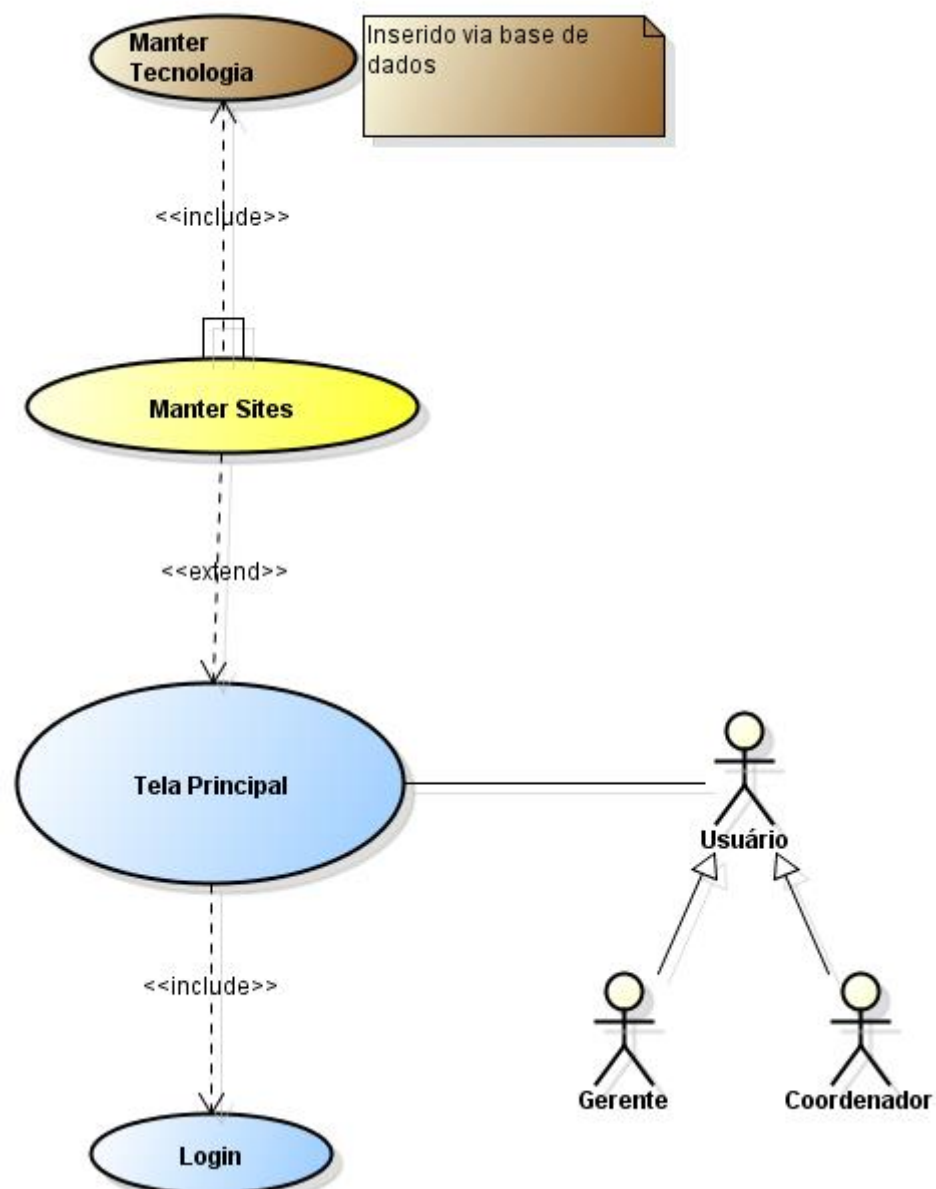 Manter
Tecnologia
Inserido via base de
dados
<<include>>
Manter Sites
<<extend>>
Tela Principal
Usuário
<<include>>
Gerente
Coordenador
Login